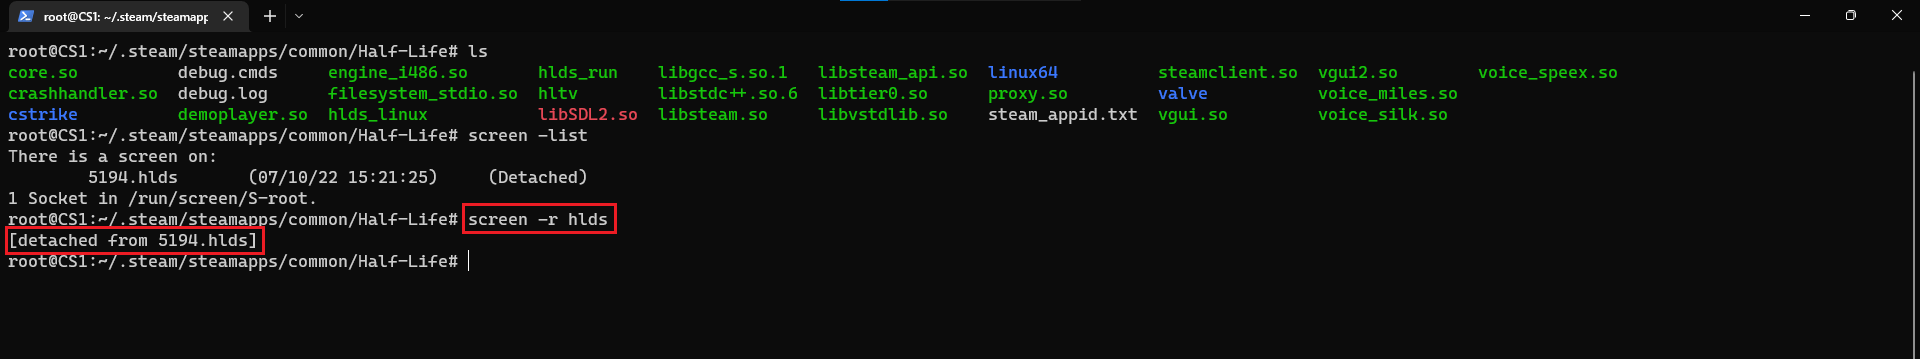 root@CS1: ~/.steam/steamapp
root@CS1:~/.steam/steamapps/common/Half-Life# ls
core.so debug.cmds engine_i486.so hlds_run libgcc_s.so.1 libsteam_api.so linux64 steamclient.so vgui2.so voice_speex.so
crashhandler.so debug.log filesystem_stdio.so hltv libstdc++.so.6 libtier0.so proxy.so valve voice_miles.so
cstrike demoplayer.so hlds_linux libSDL2.so libsteam.so libvstdlib.so steam_appid.txt vgui.so voice_silk.so
root@CS1:~/.steam/steamapps/common/Half-Life# screen -list
There is a screen on:
5194.hlds (07/10/22 15:21:25) (Detached)
1 Socket in /run/screen/S-root.
root@CS1:~/.steam/steamapps/common/Half-Life# screen -r hlds
[detached from 5194.hlds]
root@CS1:~/.steam/steamapps/common/Half-Life#